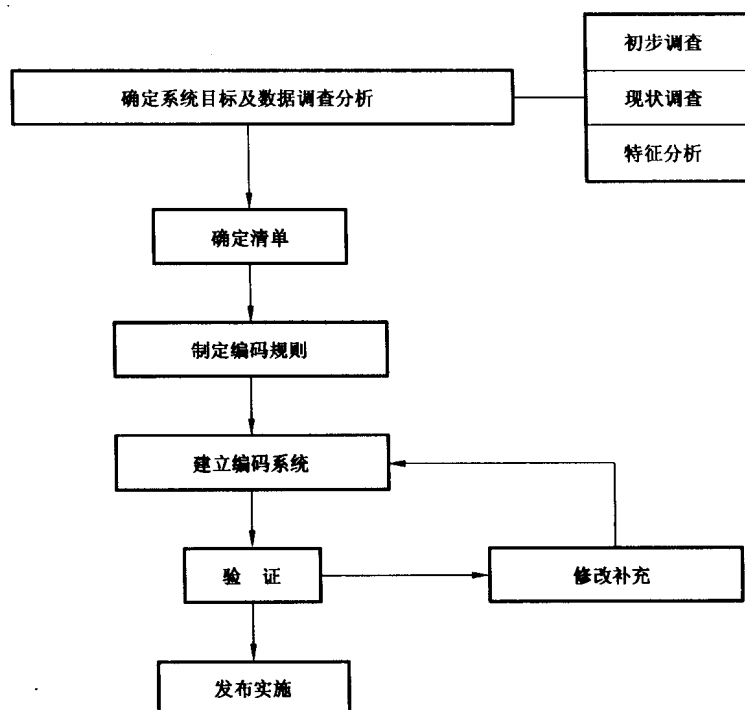 初步调查
确定系统目标及数据调查分析
现状调查
特征分析
确定清单
制定编码规则
建立编码系统
验 证
修改补充
发布实施